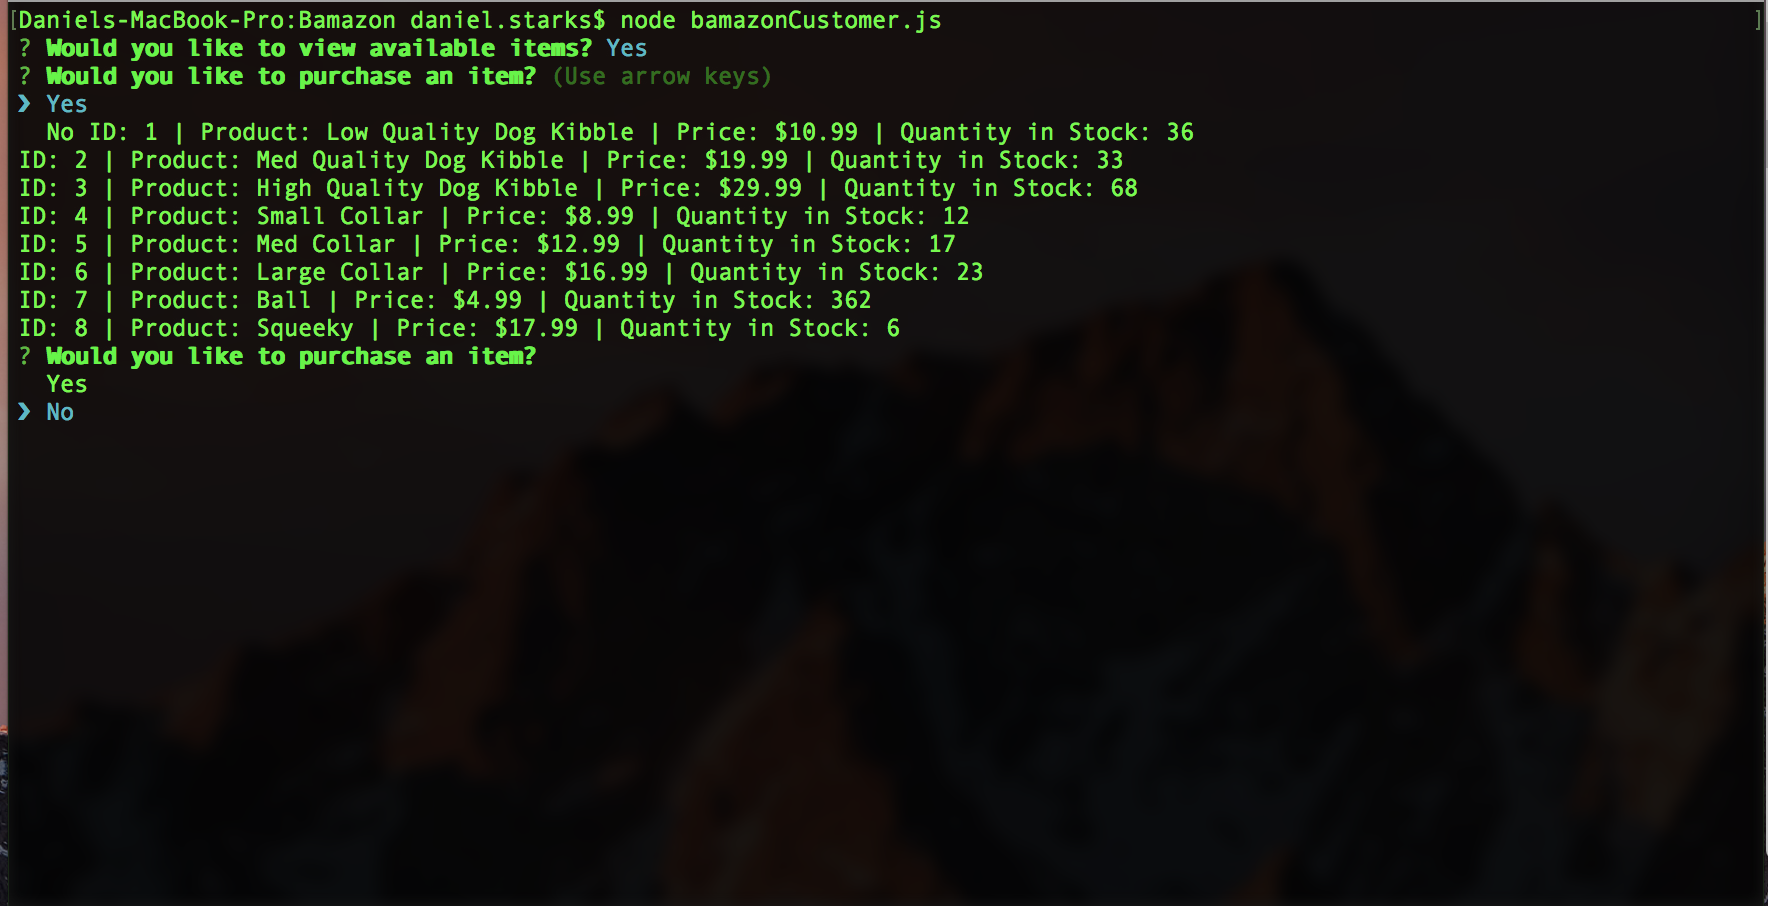 [Daniels-MacBook-Pro:Bamazon daniel.starks$ node bamazonCustomer.js ]
? Would you like to view available items? Yes
? Would you like to purchase an item? (Use arrow keys)
❯ Yes
  No ID: 1 | Product: Low Quality Dog Kibble | Price: $10.99 | Quantity in Stock: 36
ID: 2 | Product: Med Quality Dog Kibble | Price: $19.99 | Quantity in Stock: 33
ID: 3 | Product: High Quality Dog Kibble | Price: $29.99 | Quantity in Stock: 68
ID: 4 | Product: Small Collar | Price: $8.99 | Quantity in Stock: 12
ID: 5 | Product: Med Collar | Price: $12.99 | Quantity in Stock: 17
ID: 6 | Product: Large Collar | Price: $16.99 | Quantity in Stock: 23
ID: 7 | Product: Ball | Price: $4.99 | Quantity in Stock: 362
ID: 8 | Product: Squeeky | Price: $17.99 | Quantity in Stock: 6
? Would you like to purchase an item?
  Yes
❯ No